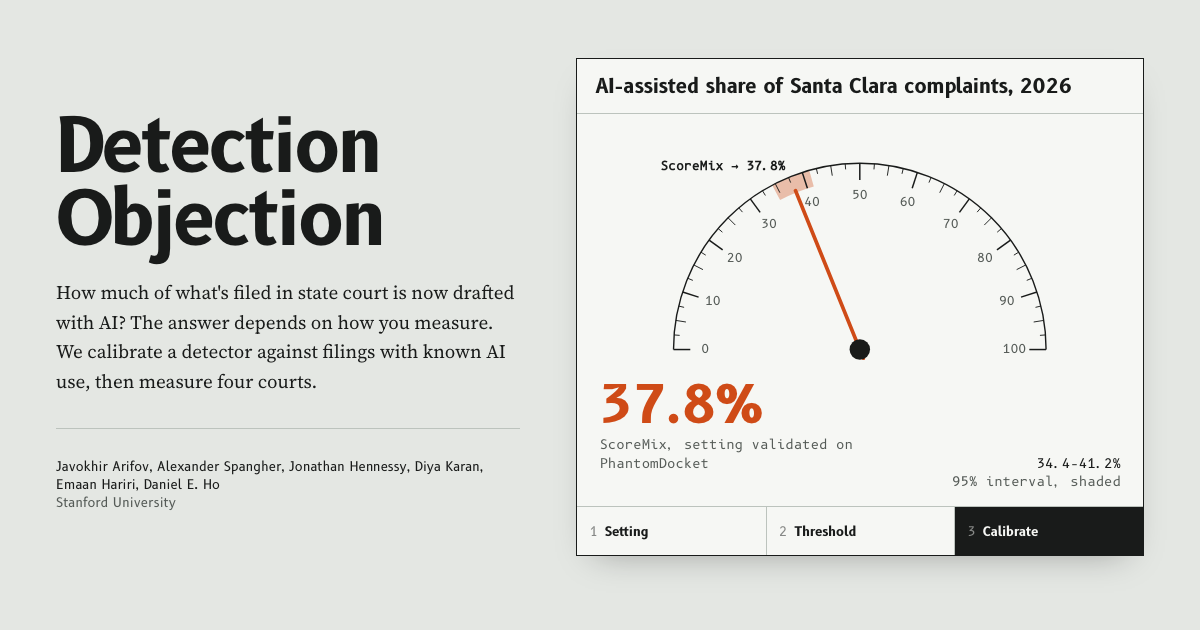 Detection
Objection
How much of what's filed in state court is now drafted
with AI? The answer depends on how you measure.
We calibrate a detector against filings with known AI
use, then measure four courts.
Javokhir Arifov, Alexander Spangher, Jonathan Hennessy, Diya Karan,
Emaan Hariri, Daniel E. Ho
Stanford University
AI-assisted share of Santa Clara complaints, 2026
ScoreMix → 37.8%
0
10
20
30
40
50
60
70
80
90
100
37.8%
ScoreMix, setting validated on
PhantomDocket
34.4–41.2%
95% interval, shaded
1 Setting
2 Threshold
3 Calibrate